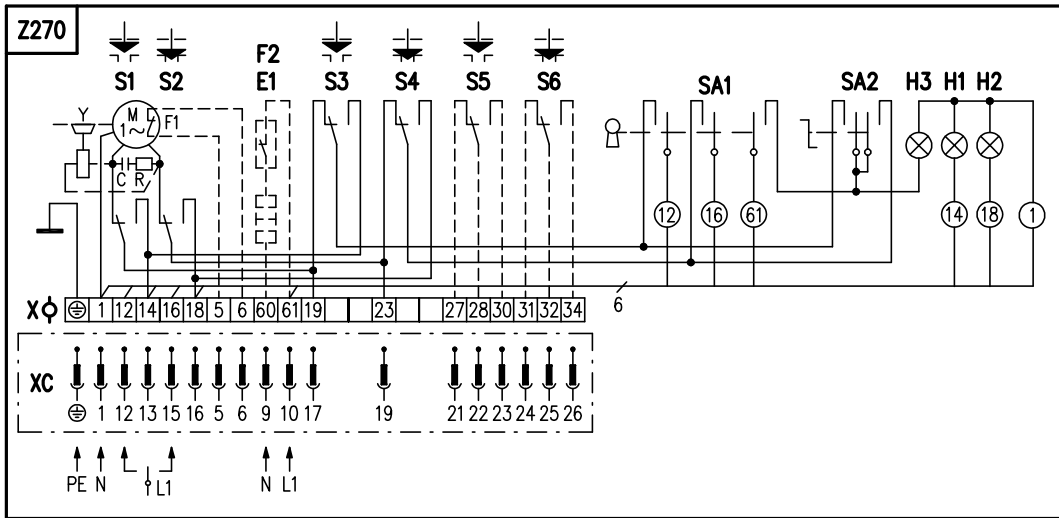 Z270
F2
S1 S2 E1 S3 S4 S5 S6 SA1 SA2 H3 H1 H2
Y M F1
1~
C R
12 16 61 14 18 1
6
X 1 12 14 16 18 5 6 60 61 19 23 27 28 30 31 32 34
XC
1 12 13 15 16 5 6 9 10 17 19 21 22 23 24 25 26
PE N L1 N L1